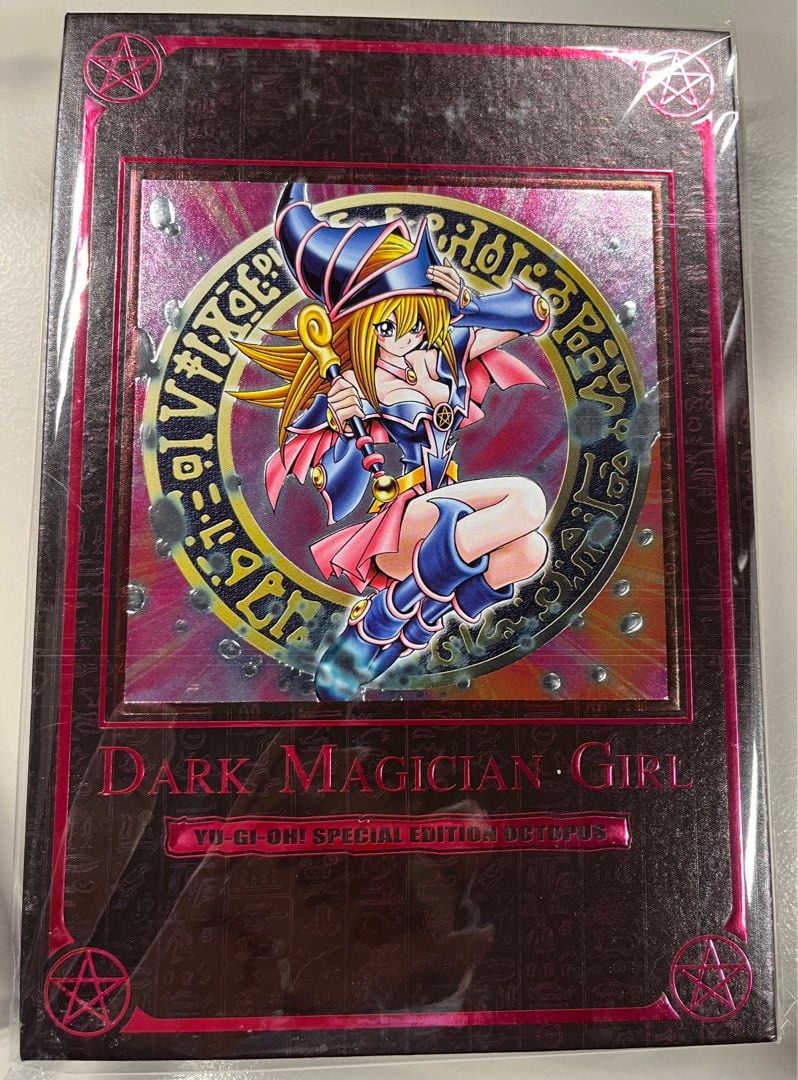 DARK MAGICIAN GIRL
YU-GI-OH! SPECIAL EDITION OCTOPUS